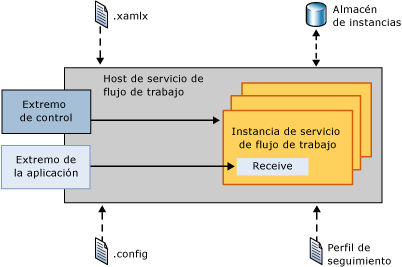 .xamlx
Almacén
de instancias
Host de servicio de
flujo de trabajo
Extremo
de control
Instancia de servicio
de flujo de trabajo
Extremo de
la aplicación
Receive
.config
Perfil de
seguimiento